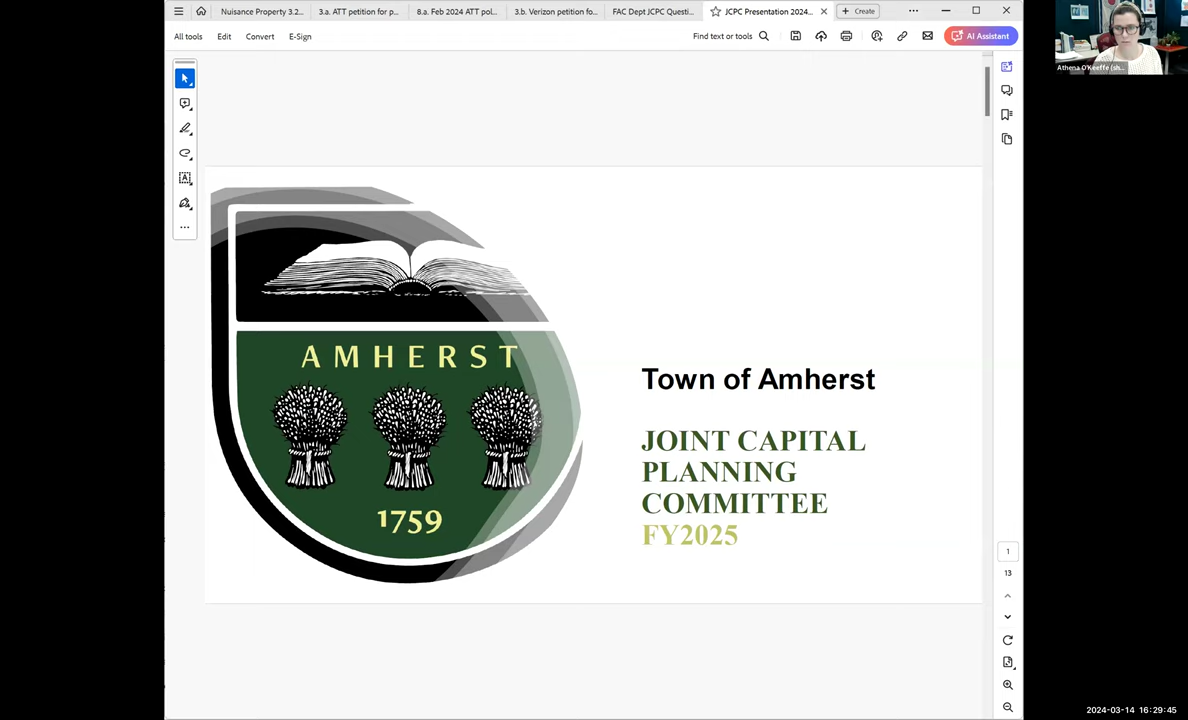 Nuisance Property 3.2...
3.a. ATT petition for p...
8.a. Feb 2024 ATT pol...
3.b. Verizon petition fo...
FAC Dept JCPC Questi...
JCPC Presentation 2024...
Create
All tools
Edit
Convert
E-Sign
Find text or tools
AI Assistant
Athena O'Keeffe (sh...
AMHERST
1759
Town of Amherst
JOINT CAPITAL
PLANNING
COMMITTEE
FY2025
1
13
2024-03-14 16:29:45